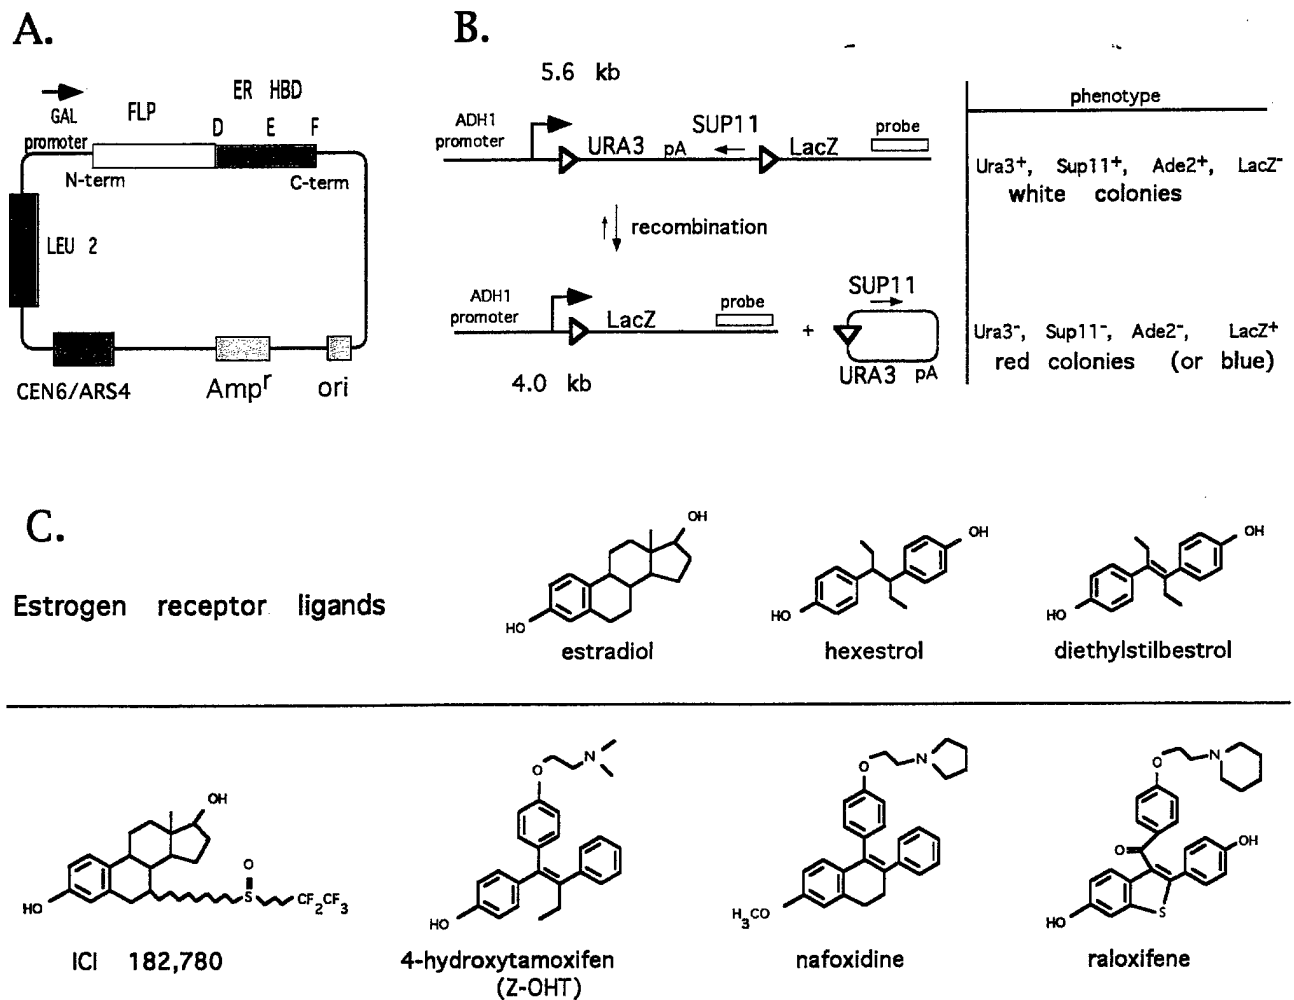 A.
GAL
promoter
FLP
ER HBD
D E F
N-term
C-term
LEU 2
CEN6/ARS4
Ampr
ori
B.
5.6 kb
ADH1
promoter
URA3
pA
SUP11
LacZ
probe
recombination
ADH1
promoter
LacZ
probe
+
SUP11
URA3 pA
4.0 kb
phenotype
Ura3+, Sup11+, Ade2+, LacZ-
white colonies
Ura3-, Sup11-, Ade2-, LacZ+
red colonies (or blue)
C.
Estrogen receptor ligands
OH
HO
estradiol
OH
HO
hexestrol
OH
HO
diethylstilbestrol
OH
HO
O
S
CF2CF3
ICI 182,780
N
O
HO
4-hydroxytamoxifen
(Z-OHT)
N
O
H3CO
nafoxidine
N
O
O
OH
HO
S
raloxifene